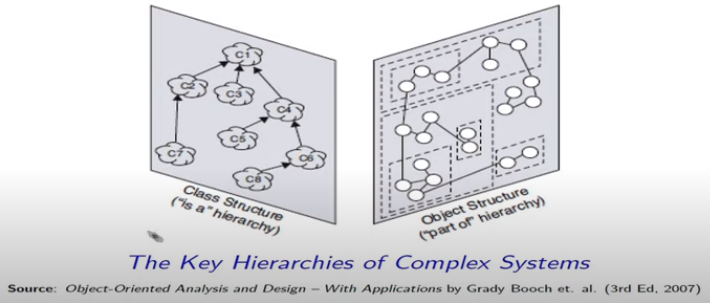 C1
C2
C3
C4
C5
C6
C7
C8
Class Structure
("is a" hierarchy)
Object Structure
("part of" hierarchy)
The Key Hierarchies of Complex Systems
Source: Object-Oriented Analysis and Design – With Applications by Grady Booch et. al. (3rd Ed, 2007)